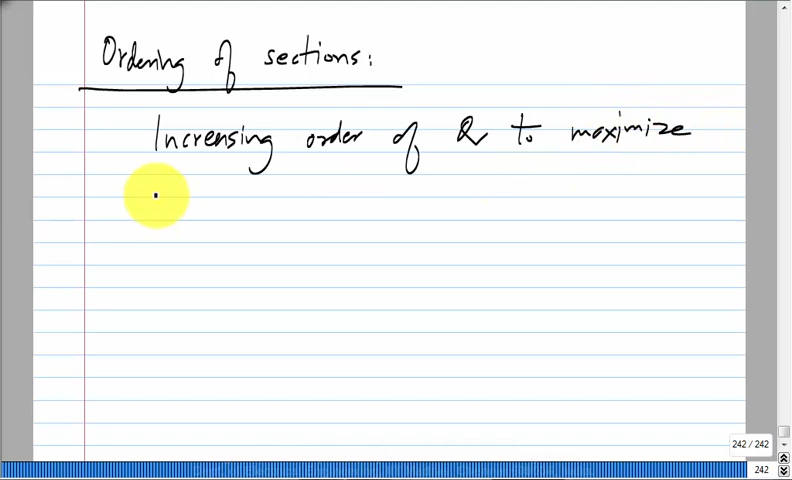 Ordering of sections:
Increasing order of Q to maximize
242 / 242
242